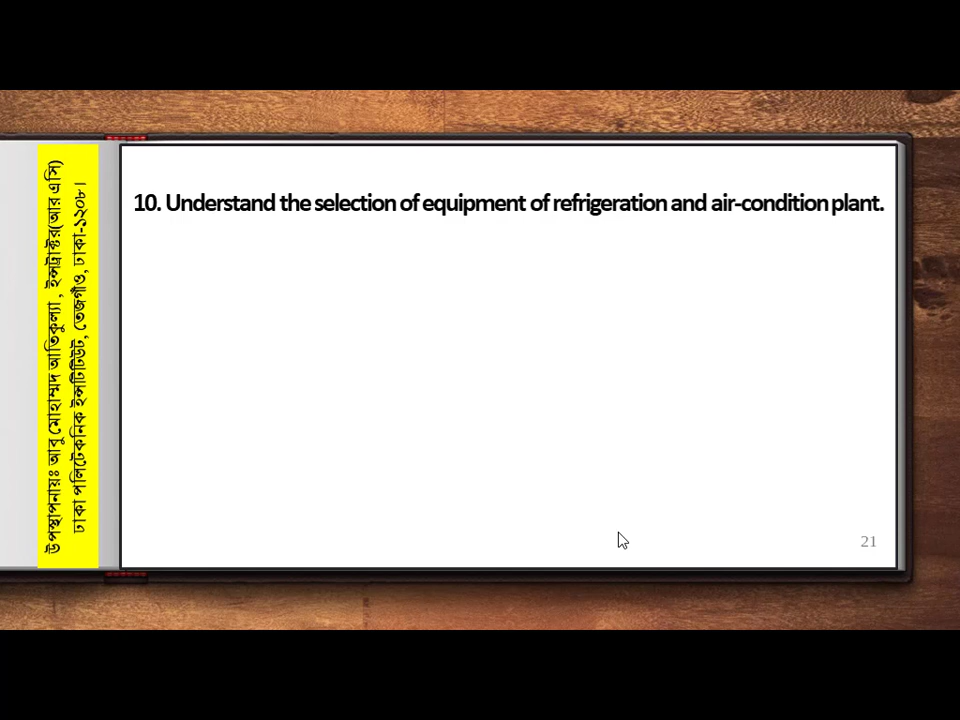 উপস্থাপনায়ঃ আবু মোহাম্মদ আতিকুল্যা , ইন্সট্রাক্টর(আর এসি)
ঢাকা পলিটেকনিক ইন্সটিটিউট, তেজগাঁও, ঢাকা-১২০৮।
10. Understand the selection of equipment of refrigeration and air-condition plant.
21